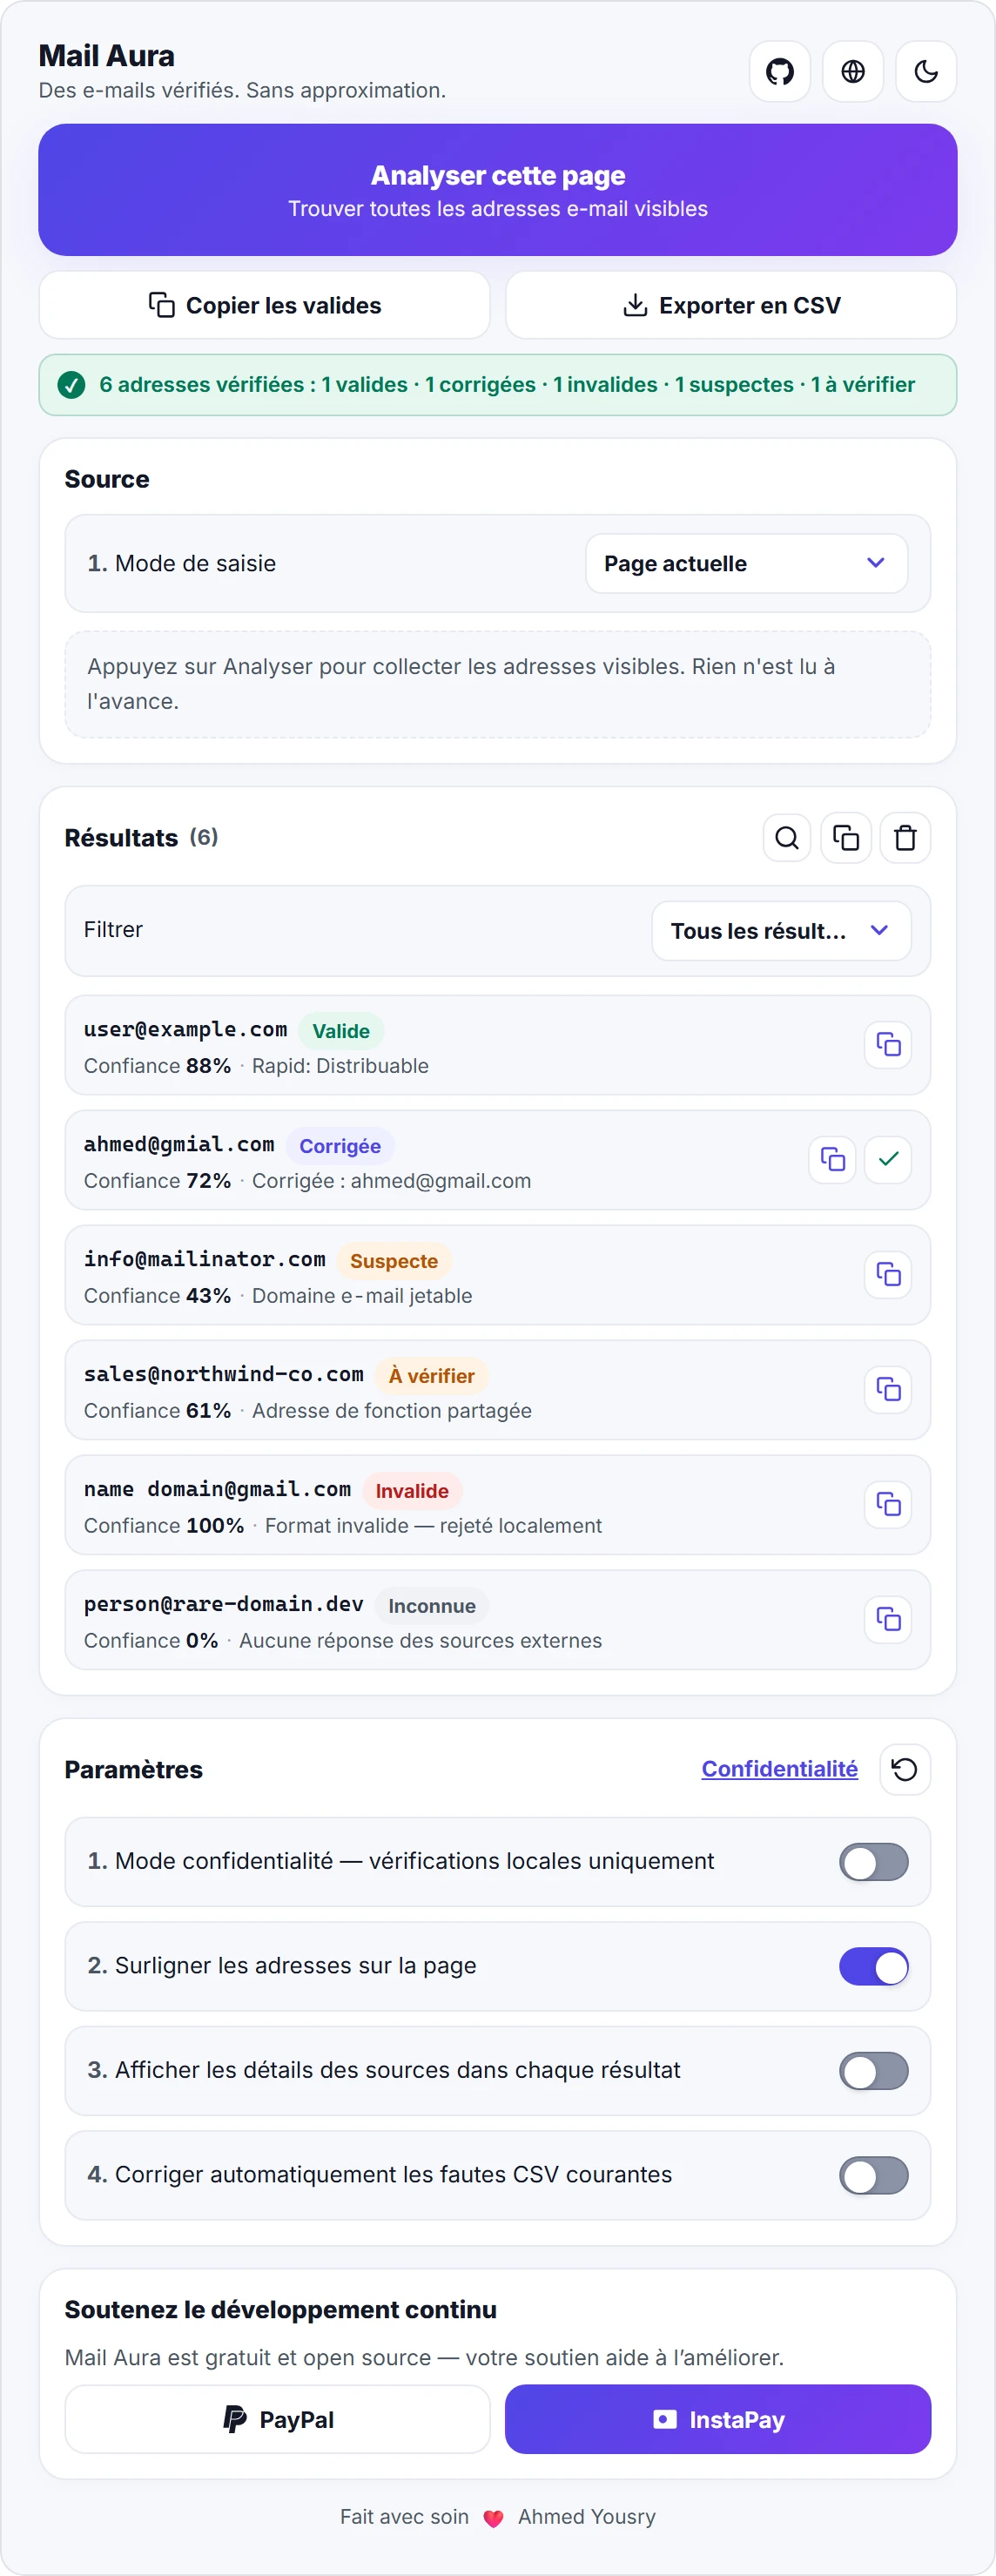 Mail Aura
Des e-mails vérifiés. Sans approximation.
Analyser cette page
Trouver toutes les adresses e-mail visibles
Copier les valides
Exporter en CSV
6 adresses vérifiées : 1 valides · 1 corrigées · 1 invalides · 1 suspectes · 1 à vérifier
Source
1. Mode de saisie
Page actuelle
Appuyez sur Analyser pour collecter les adresses visibles. Rien n'est lu à
l'avance.
Résultats (6)
Filtrer
Tous les résult...
user@example.com Valide
Confiance 88% · Rapid: Distribuable
ahmed@gmial.com Corrigée
Confiance 72% · Corrigée : ahmed@gmail.com
info@mailinator.com Suspecte
Confiance 43% · Domaine e-mail jetable
sales@northwind-co.com À vérifier
Confiance 61% · Adresse de fonction partagée
name domain@gmail.com Invalide
Confiance 100% · Format invalide — rejeté localement
person@rare-domain.dev Inconnue
Confiance 0% · Aucune réponse des sources externes
Paramètres
Confidentialité
1. Mode confidentialité — vérifications locales uniquement
2. Surligner les adresses sur la page
3. Afficher les détails des sources dans chaque résultat
4. Corriger automatiquement les fautes CSV courantes
Soutenez le développement continu
Mail Aura est gratuit et open source — votre soutien aide à l’améliorer.
PayPal
InstaPay
Fait avec soin ❤️ Ahmed Yousry